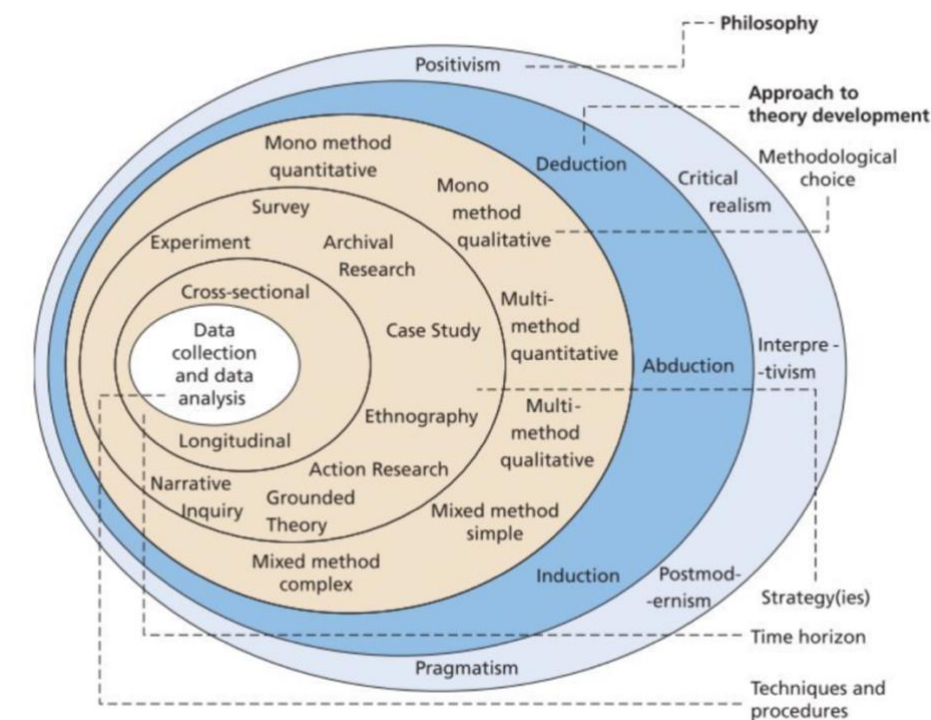 Philosophy
Positivism
Approach to
theory development
Mono method
quantitative
Deduction
Methodological
choice
Critical
realism
Mono
method
qualitative
Survey
Experiment
Archival
Research
Cross-sectional
Multi-
method
quantitative
Data
collection
and data
analysis
Case Study
Abduction
Interpre-
-tivism
Ethnography
Multi-
method
qualitative
Longitudinal
Action Research
Narrative
Inquiry
Grounded
Theory
Mixed method
simple
Mixed method
complex
Induction
Postmod-
-ernism
Strategy(ies)
Time horizon
Pragmatism
Techniques and
procedures